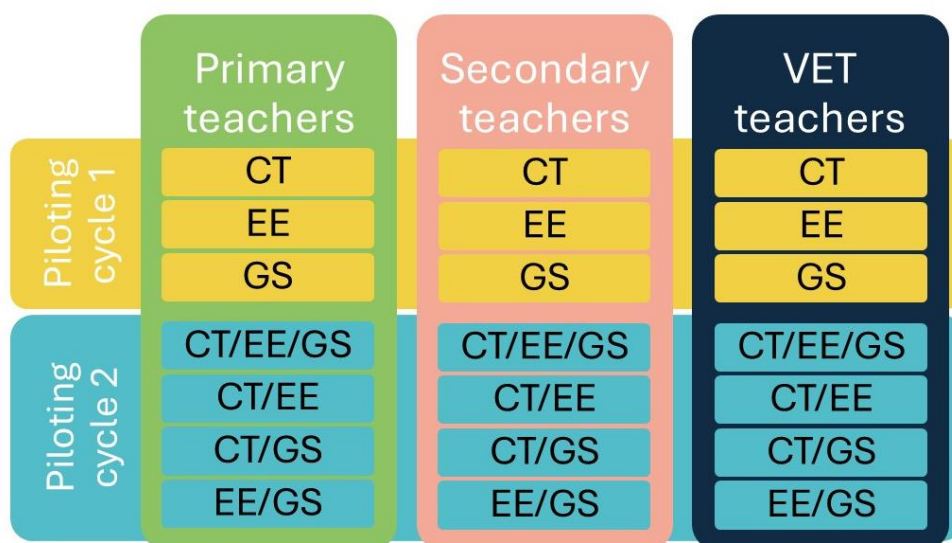 Primary
teachers
Secondary
teachers
VET
teachers
Piloting
cycle 1
CT
CT
CT
EE
EE
EE
GS
GS
GS
Piloting
cycle 2
CT/EE/GS
CT/EE/GS
CT/EE/GS
CT/EE
CT/EE
CT/EE
CT/GS
CT/GS
CT/GS
EE/GS
EE/GS
EE/GS